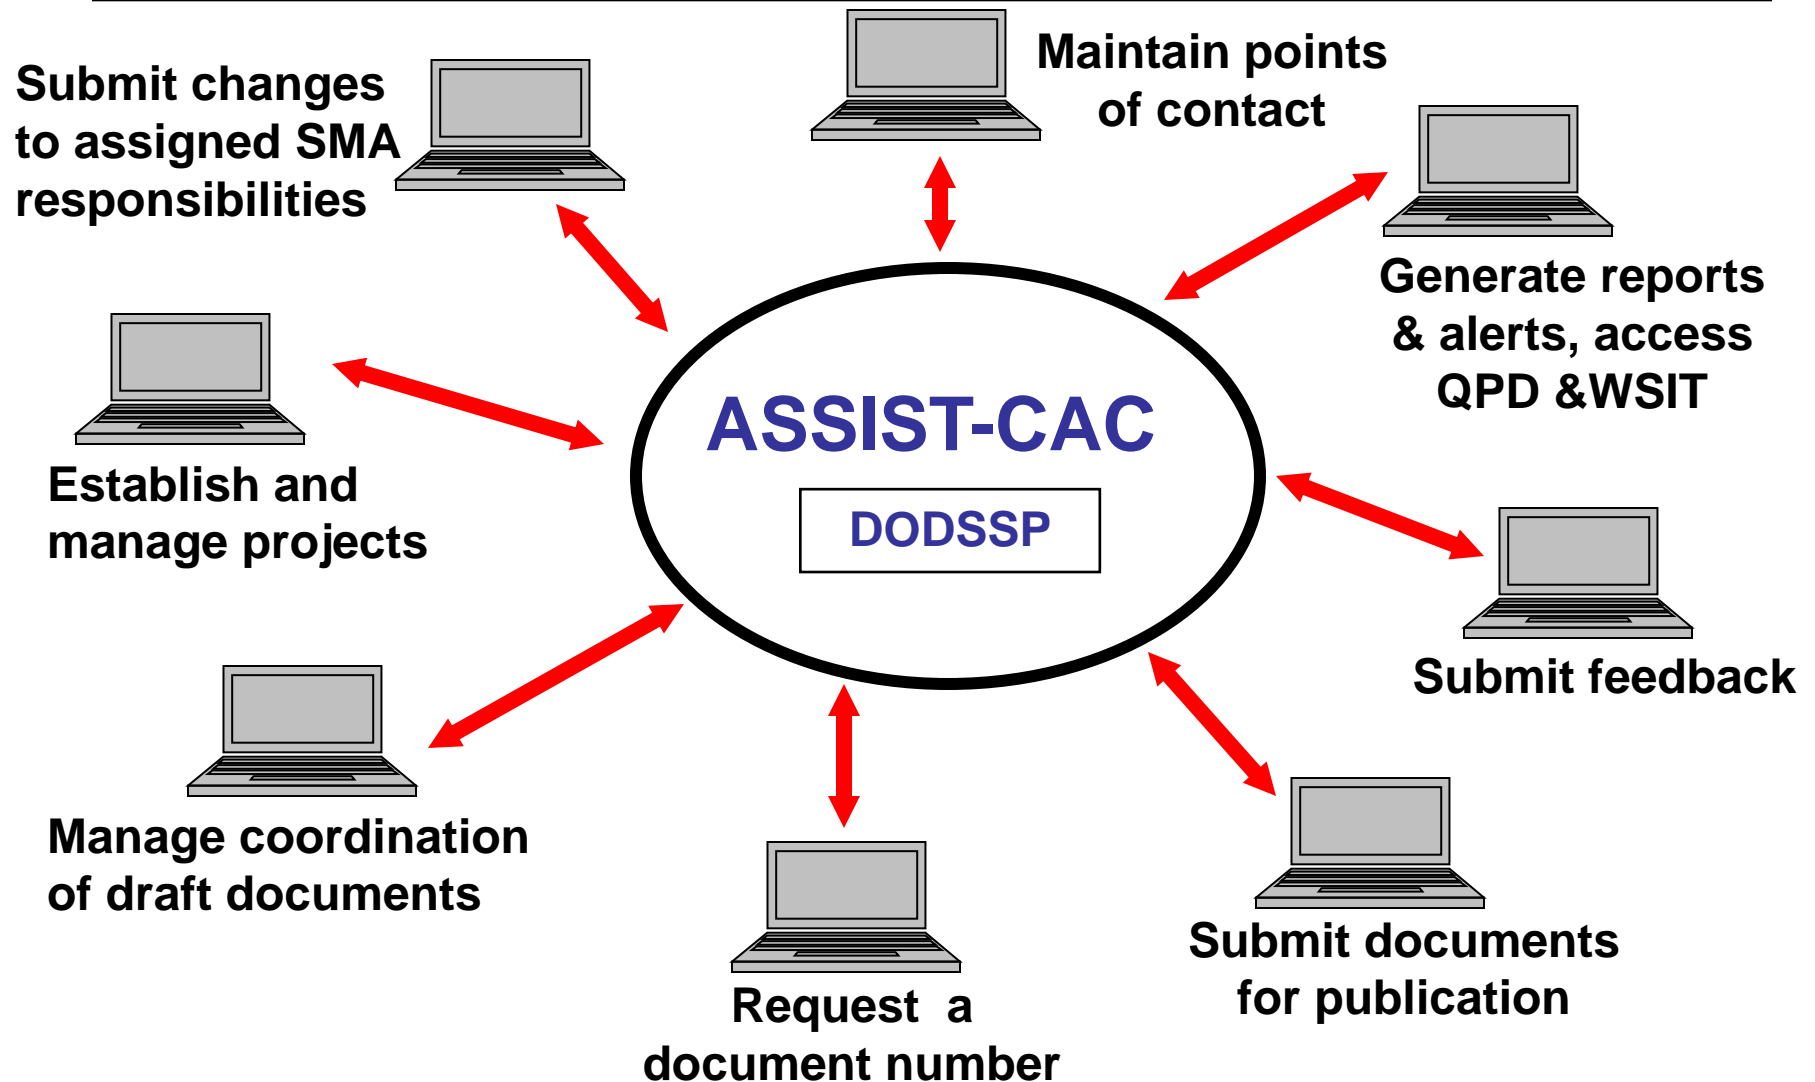 Submit changes
to assigned SMA
responsibilities
Maintain points
of contact
Generate reports
& alerts, access
QPD &WSIT
Establish and
manage projects
ASSIST-CAC
DODSSP
Submit feedback
Manage coordination
of draft documents
Request a
document number
Submit documents
for publication